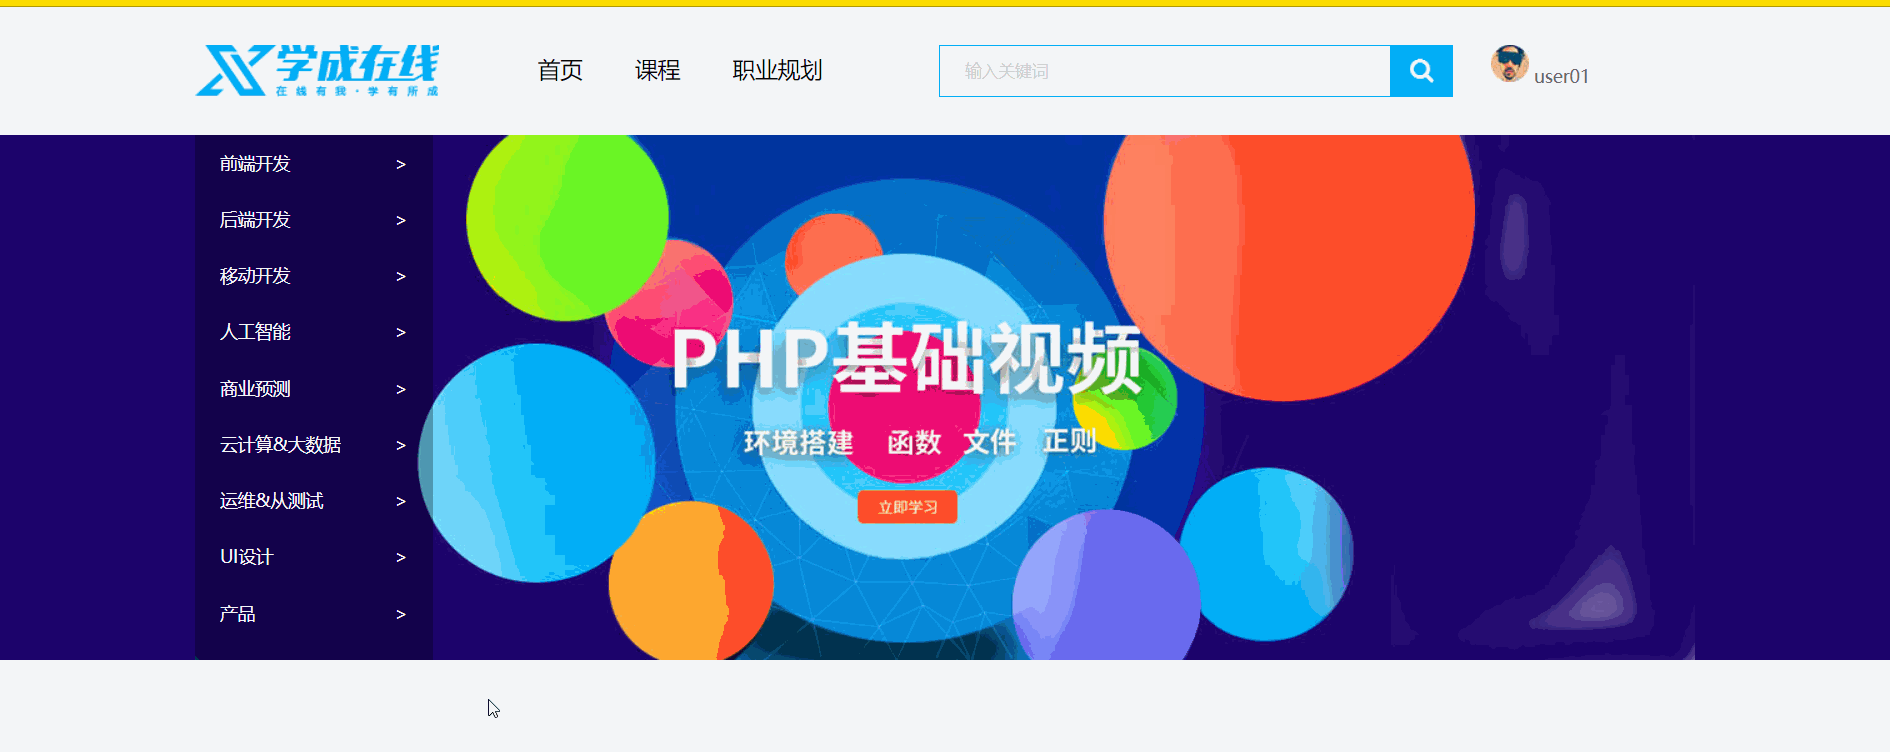 学成在线
在线有我·学有所成
首页 课程 职业规划
输入关键词
user01
前端开发 >
后端开发 >
移动开发 >
人工智能 >
商业预测 >
云计算&大数据 >
运维&从测试 >
UI设计 >
产品 >
PHP基础视频
环境搭建 函数 文件 正则
立即学习